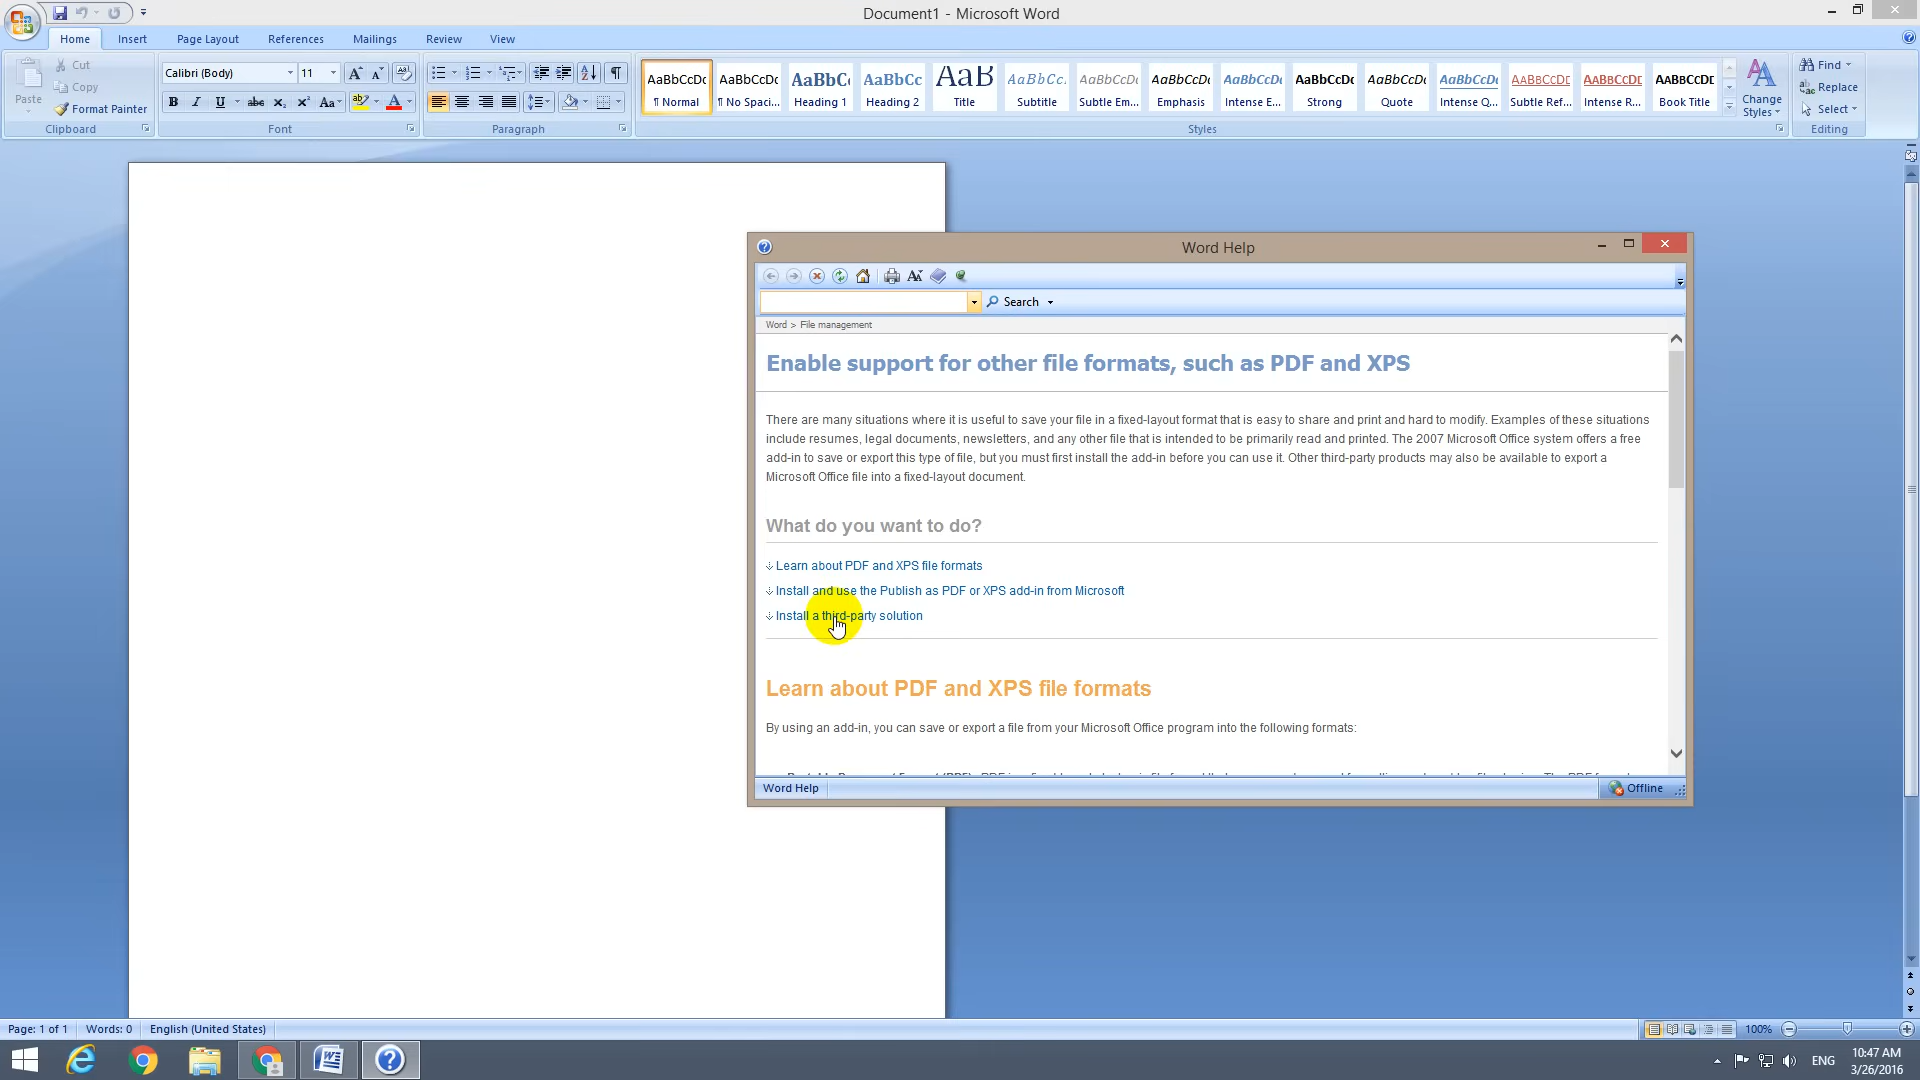 Document1 - Microsoft Word
Home Insert Page Layout References Mailings Review View
Paste
Cut
Copy
Format Painter
Clipboard
Calibri (Body) 11
Font
Paragraph
AaBbCcDc AaBbCcDc AaBbCc AaBbCc AaB AaBbCc. AaBbCcDc AaBbCcDc AaBbCcDc AaBbCcDc AaBbCcDc AaBbCcDc AABBCCDE AABBCCDE AABBCCDE
¶ Normal ¶ No Spaci... Heading 1 Heading 2 Title Subtitle Subtle Em... Emphasis Intense E... Strong Quote Intense Q... Subtle Ref... Intense R... Book Title
Change Styles
Styles
Find
Replace
Select
Editing
Word Help
Search
Word > File management
Enable support for other file formats, such as PDF and XPS
There are many situations where it is useful to save your file in a fixed-layout format that is easy to share and print and hard to modify. Examples of these situations
include resumes, legal documents, newsletters, and any other file that is intended to be primarily read and printed. The 2007 Microsoft Office system offers a free
add-in to save or export this type of file, but you must first install the add-in before you can use it. Other third-party products may also be available to export a
Microsoft Office file into a fixed-layout document.
What do you want to do?
Learn about PDF and XPS file formats
Install and use the Publish as PDF or XPS add-in from Microsoft
Install a third-party solution
Learn about PDF and XPS file formats
By using an add-in, you can save or export a file from your Microsoft Office program into the following formats:
Word Help
Offline
Page: 1 of 1 Words: 0 English (United States)
100%
ENG
10:47 AM
3/26/2016